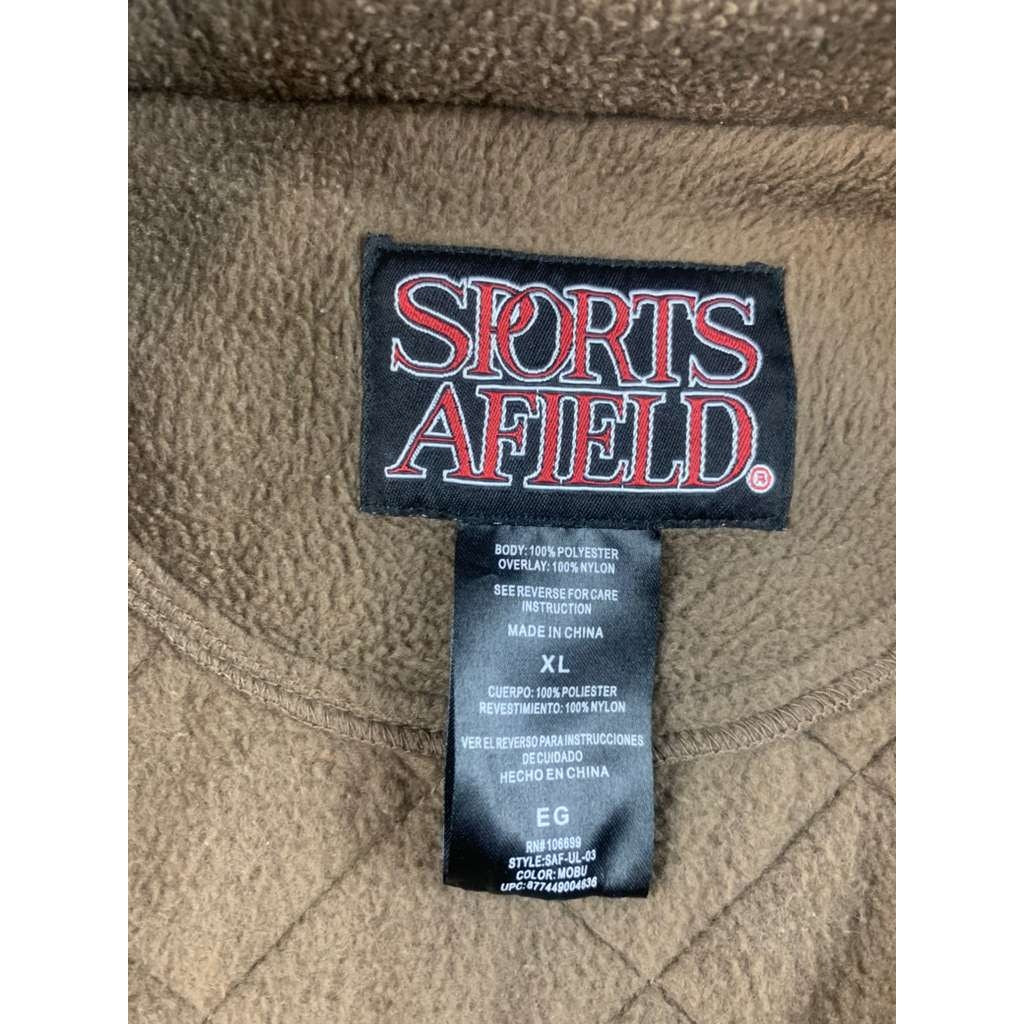 SPORTS
AFIELD®
BODY: 100% POLYESTER
OVERLAY: 100% NYLON
SEE REVERSE FOR CARE
INSTRUCTION
MADE IN CHINA
XL
CUERPO: 100% POLIESTER
REVESTIMIENTO: 100% NYLON
VER EL REVERSO PARA INSTRUCCIONES
DE CUIDADO
HECHO EN CHINA
EG
RN# 106699
STYLE:SAF-UL-03
COLOR: MOBU
UPC: 877449004636